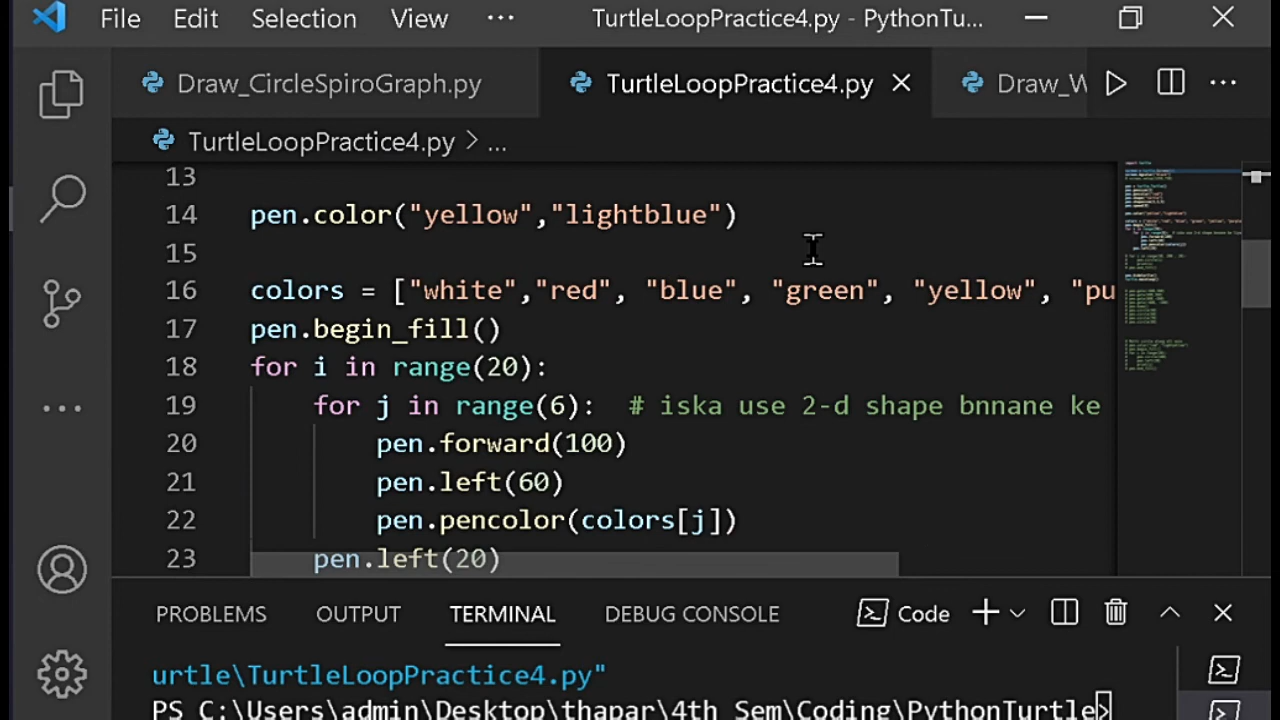 File Edit Selection View ··· TurtleLoopPractice4.py - PythonTu...
Draw_CircleSpiroGraph.py TurtleLoopPractice4.py Draw_W
TurtleLoopPractice4.py > ...
13
14 pen.color("yellow","lightblue")
15
16 colors = ["white","red", "blue", "green", "yellow", "pu
17 pen.begin_fill()
18 for i in range(20):
19 for j in range(6): # iska use 2-d shape bnnane ke
20 pen.forward(100)
21 pen.left(60)
22 pen.pencolor(colors[j])
23 pen.left(20)
PROBLEMS OUTPUT TERMINAL DEBUG CONSOLE Code
urtle\TurtleLoopPractice4.py"
PS C:\Users\admin\Desktop\thapar\4th Sem\Coding\PythonTurtle>